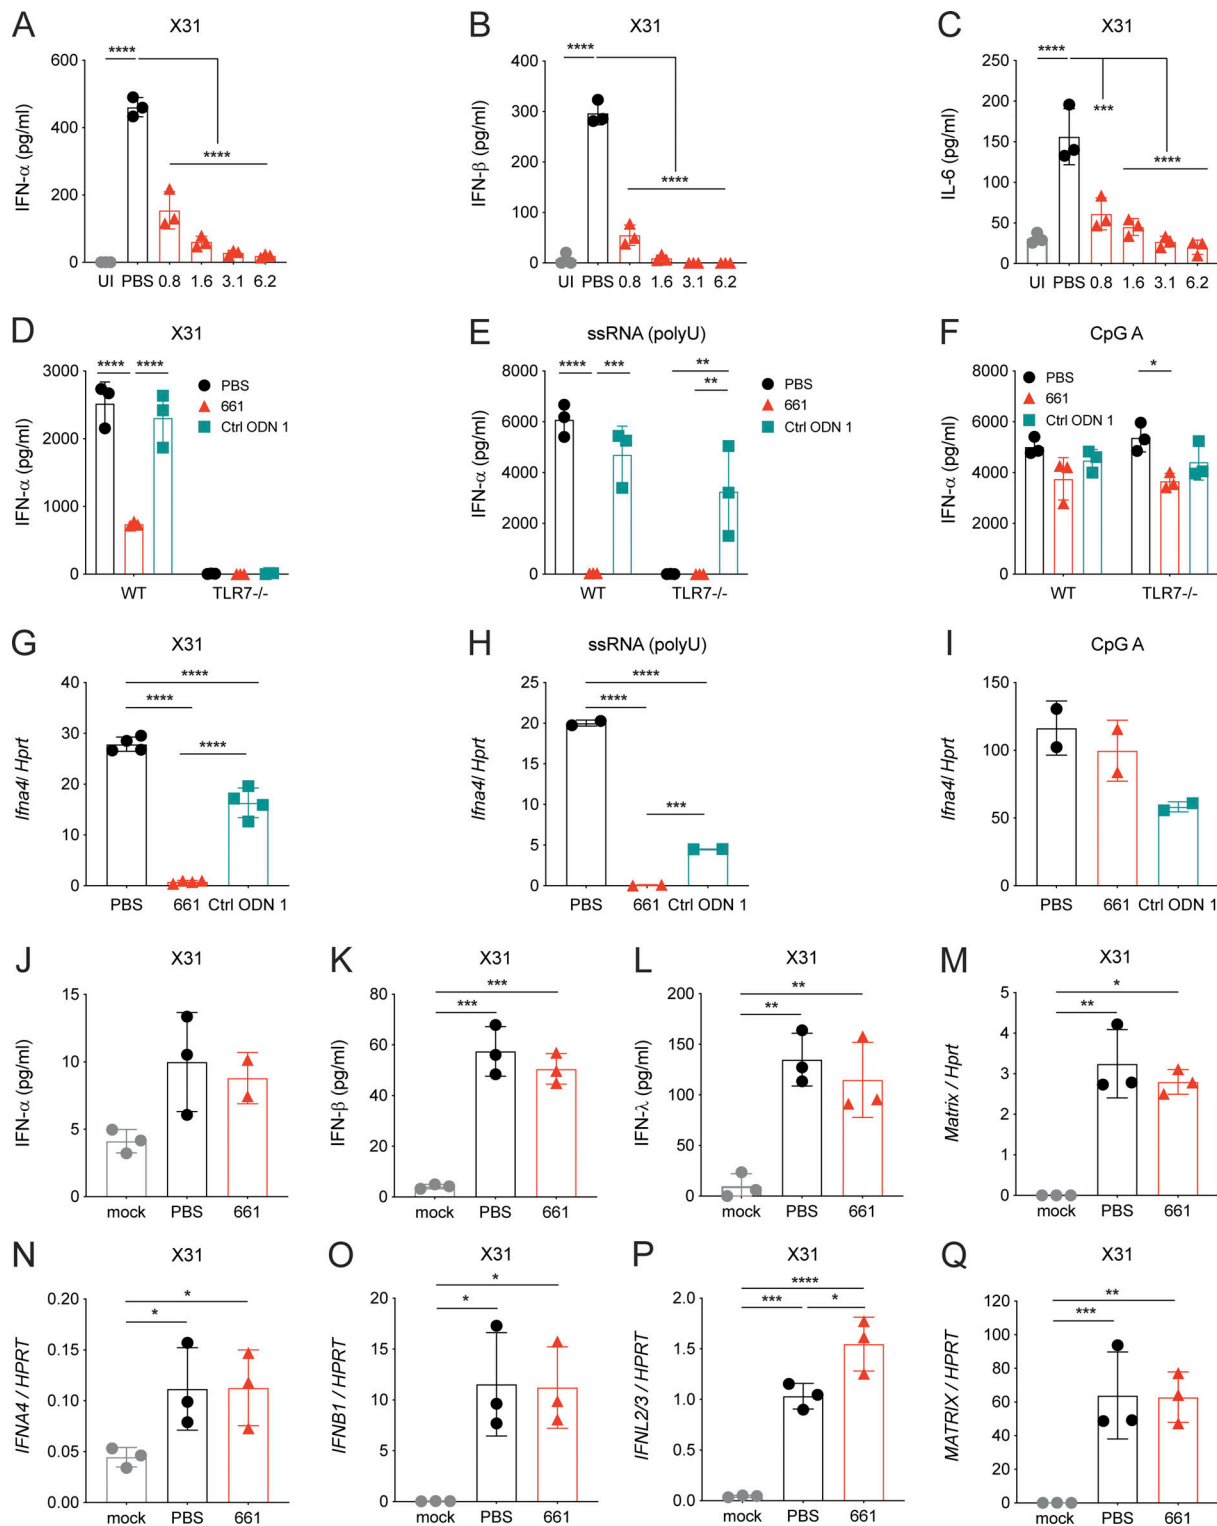 A
X31
IFN-α (pg/ml)
600
400
200
0
****
****
UI PBS 0.8 1.6 3.1 6.2
B
X31
IFN-β (pg/ml)
400
300
200
100
0
****
****
UI PBS 0.8 1.6 3.1 6.2
C
X31
IL-6 (pg/ml)
250
200
150
100
50
0
****
***
****
UI PBS 0.8 1.6 3.1 6.2
D
X31
IFN-α (pg/ml)
3000
2000
1000
0
**** ****
PBS
661
Ctrl ODN 1
WT TLR7-/-
E
ssRNA (polyU)
IFN-α (pg/ml)
8000
6000
4000
2000
0
**** *** **
**
PBS
661
Ctrl ODN 1
WT TLR7-/-
F
CpG A
IFN-α (pg/ml)
8000
6000
4000
2000
0
*
PBS
661
Ctrl ODN 1
WT TLR7-/-
G
X31
Ifna4/ Hprt
40
30
20
10
0
****
****
****
PBS 661 Ctrl ODN 1
H
ssRNA (polyU)
Ifna4/ Hprt
25
20
15
10
5
0
****
****
***
PBS 661 Ctrl ODN 1
I
CpG A
Ifna4/ Hprt
150
100
50
0
PBS 661 Ctrl ODN 1
J
X31
IFN-α (pg/ml)
15
10
5
0
mock PBS 661
K
X31
IFN-β (pg/ml)
80
60
40
20
0
***
***
mock PBS 661
L
X31
IFN-λ (pg/ml)
200
150
100
50
0
**
**
mock PBS 661
M
X31
Matrix / Hprt
5
4
3
2
1
0
*
**
mock PBS 661
N
X31
IFNA4 / HPRT
0.20
0.15
0.10
0.05
0.00
*
*
mock PBS 661
O
X31
IFNB1 / HPRT
20
15
10
5
0
*
*
mock PBS 661
P
X31
IFNL2/3 / HPRT
2.0
1.5
1.0
0.5
0.0
****
*** *
mock PBS 661
Q
X31
MATRIX / HPRT
120
100
80
60
40
20
0
**
***
mock PBS 661